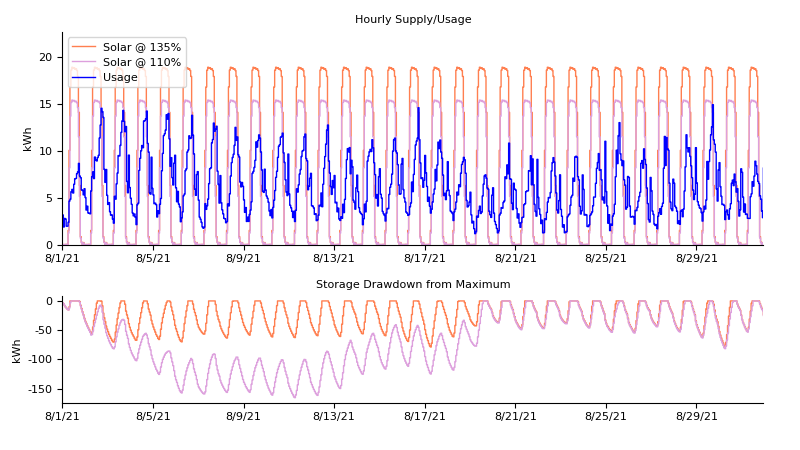 Hourly Supply/Usage
Solar @ 135%
Solar @ 110%
Usage
kWh
20
15
10
5
0
8/1/21 8/5/21 8/9/21 8/13/21 8/17/21 8/21/21 8/25/21 8/29/21
Storage Drawdown from Maximum
kWh
0
-50
-100
-150
8/1/21 8/5/21 8/9/21 8/13/21 8/17/21 8/21/21 8/25/21 8/29/21